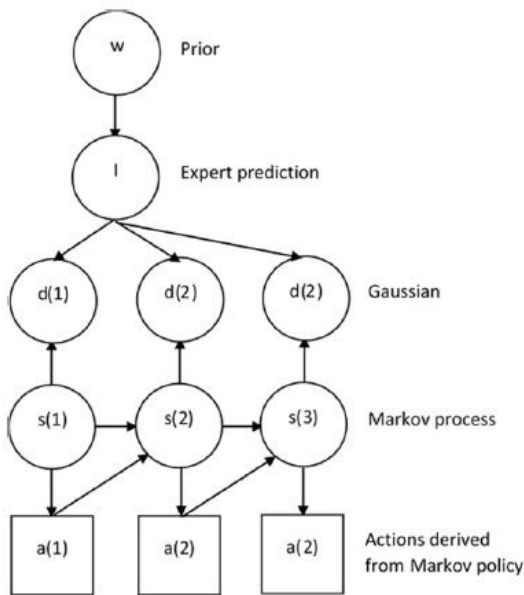 w Prior
l Expert prediction
d(1) d(2) d(2) Gaussian
s(1) s(2) s(3) Markov process
a(1) a(2) a(2) Actions derived
from Markov policy